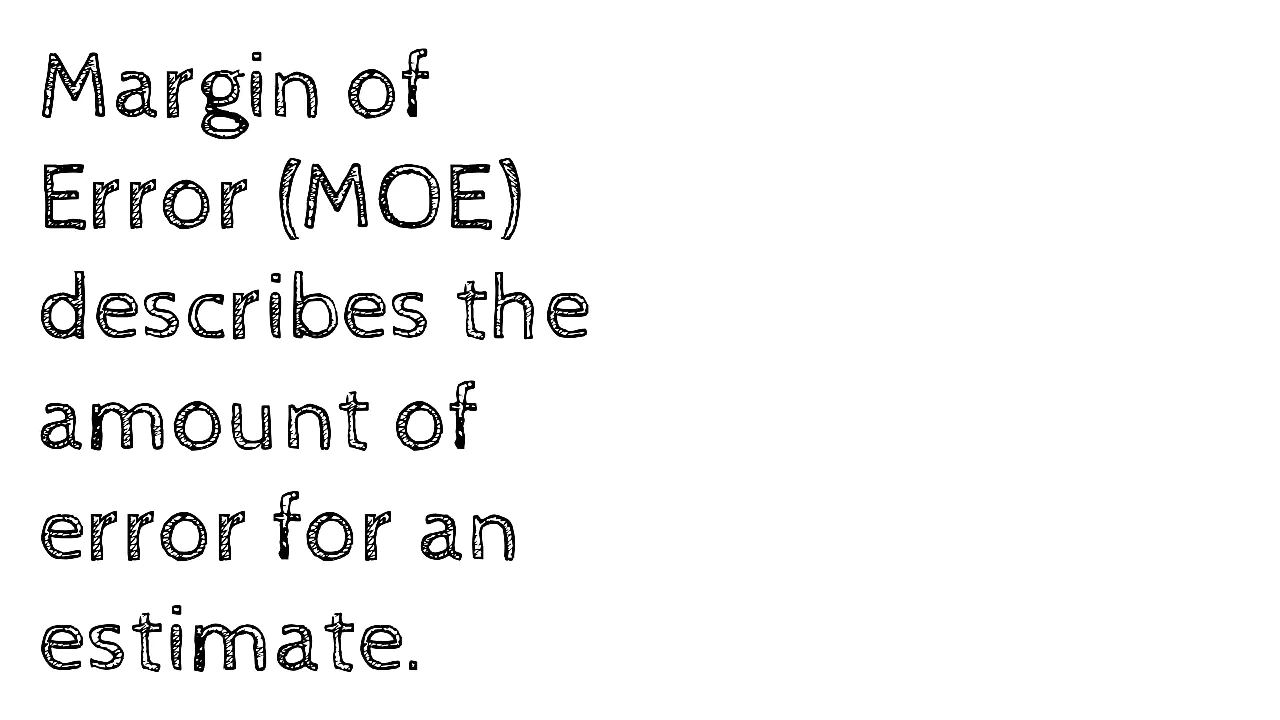 Margin of
Error (MOE)
describes the
amount of
error for an
estimate.